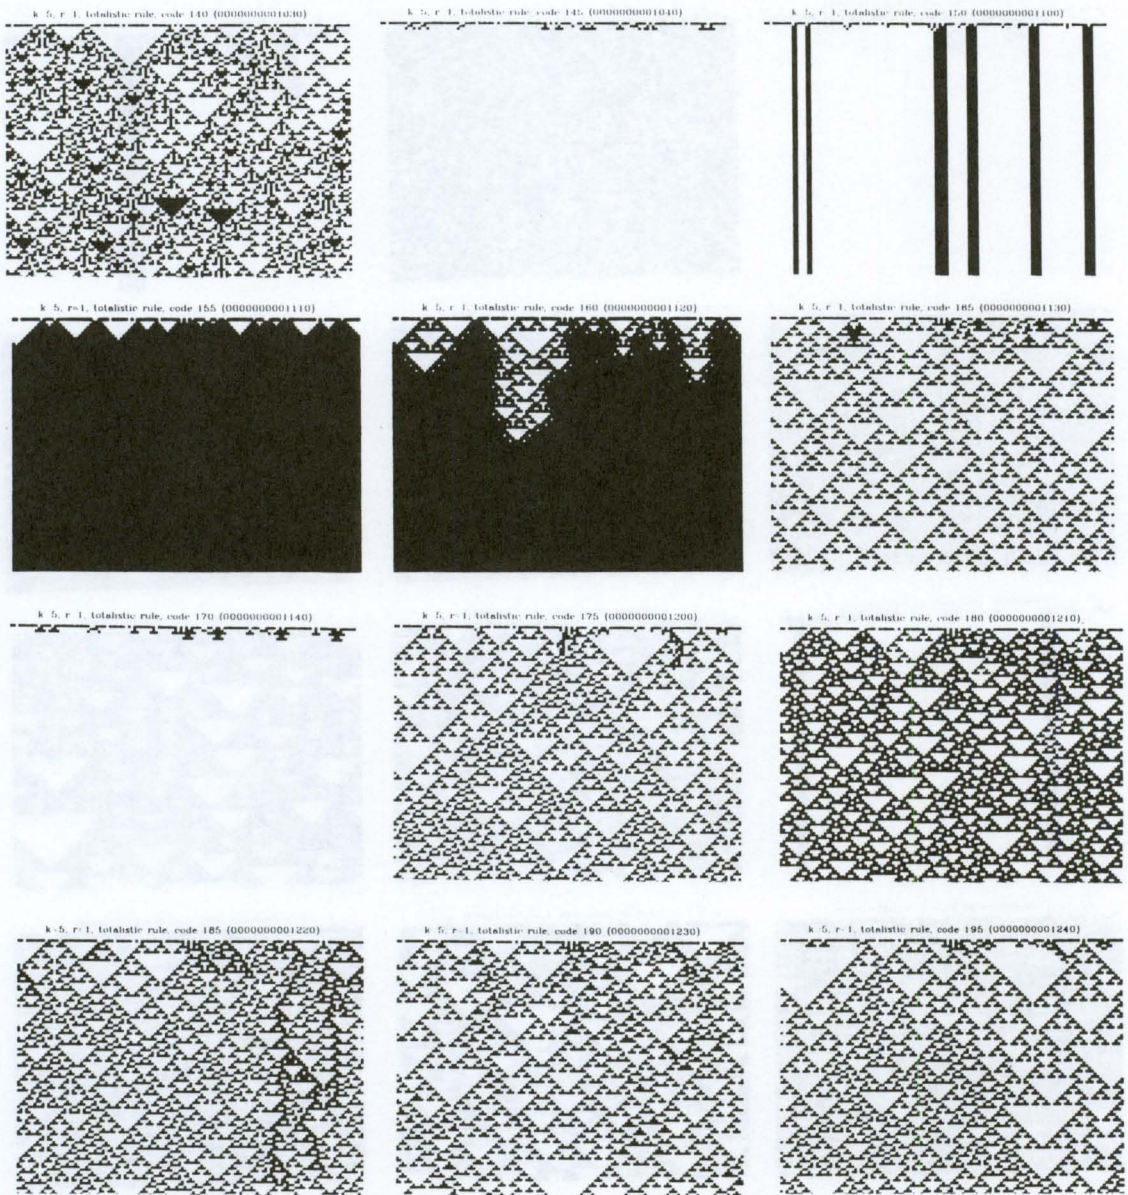 k=5, r=1, totalistic rule, code 140 (0000000001030)
k=5, r=1, totalistic rule, code 145 (0000000001040)
k=5, r=1, totalistic rule, code 150 (0000000001100)
k=5, r=1, totalistic rule, code 155 (0000000001110)
k=5, r=1, totalistic rule, code 160 (0000000001120)
k=5, r=1, totalistic rule, code 165 (0000000001130)
k=5, r=1, totalistic rule, code 170 (0000000001140)
k=5, r=1, totalistic rule, code 175 (0000000001200)
k=5, r=1, totalistic rule, code 180 (0000000001210)
k=5, r=1, totalistic rule, code 185 (0000000001220)
k=5, r=1, totalistic rule, code 190 (0000000001230)
k=5, r=1, totalistic rule, code 195 (0000000001240)